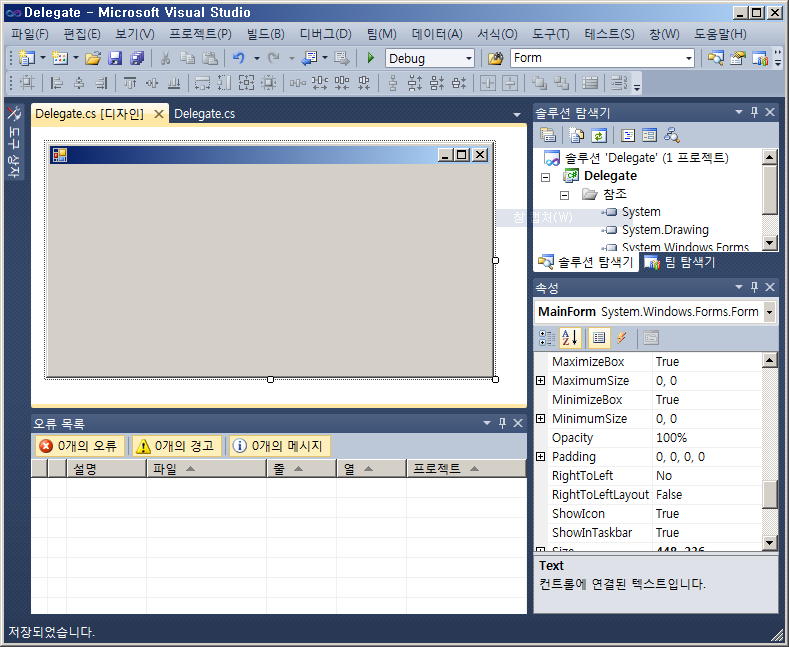 Delegate - Microsoft Visual Studio
파일(F) 편집(E) 보기(V) 프로젝트(P) 빌드(B) 디버그(D) 팀(M) 데이터(A) 서식(O) 도구(T) 테스트(S) 창(W) 도움말(H)
Debug Form
도구 상자
Delegate.cs [디자인] Delegate.cs
솔루션 탐색기
솔루션 'Delegate' (1 프로젝트)
Delegate
참조
System
System.Drawing
System.Windows.Forms
창 캡처(W)
솔루션 탐색기 팀 탐색기
속성
MainForm System.Windows.Forms.Form
MaximizeBox True
MaximumSize 0, 0
MinimizeBox True
MinimumSize 0, 0
Opacity 100%
Padding 0, 0, 0, 0
RightToLeft No
RightToLeftLayout False
ShowIcon True
ShowInTaskbar True
Size 448, 236
Text
컨트롤에 연결된 텍스트입니다.
오류 목록
0개의 오류 0개의 경고 0개의 메시지
설명 파일 줄 열 프로젝트
저장되었습니다.